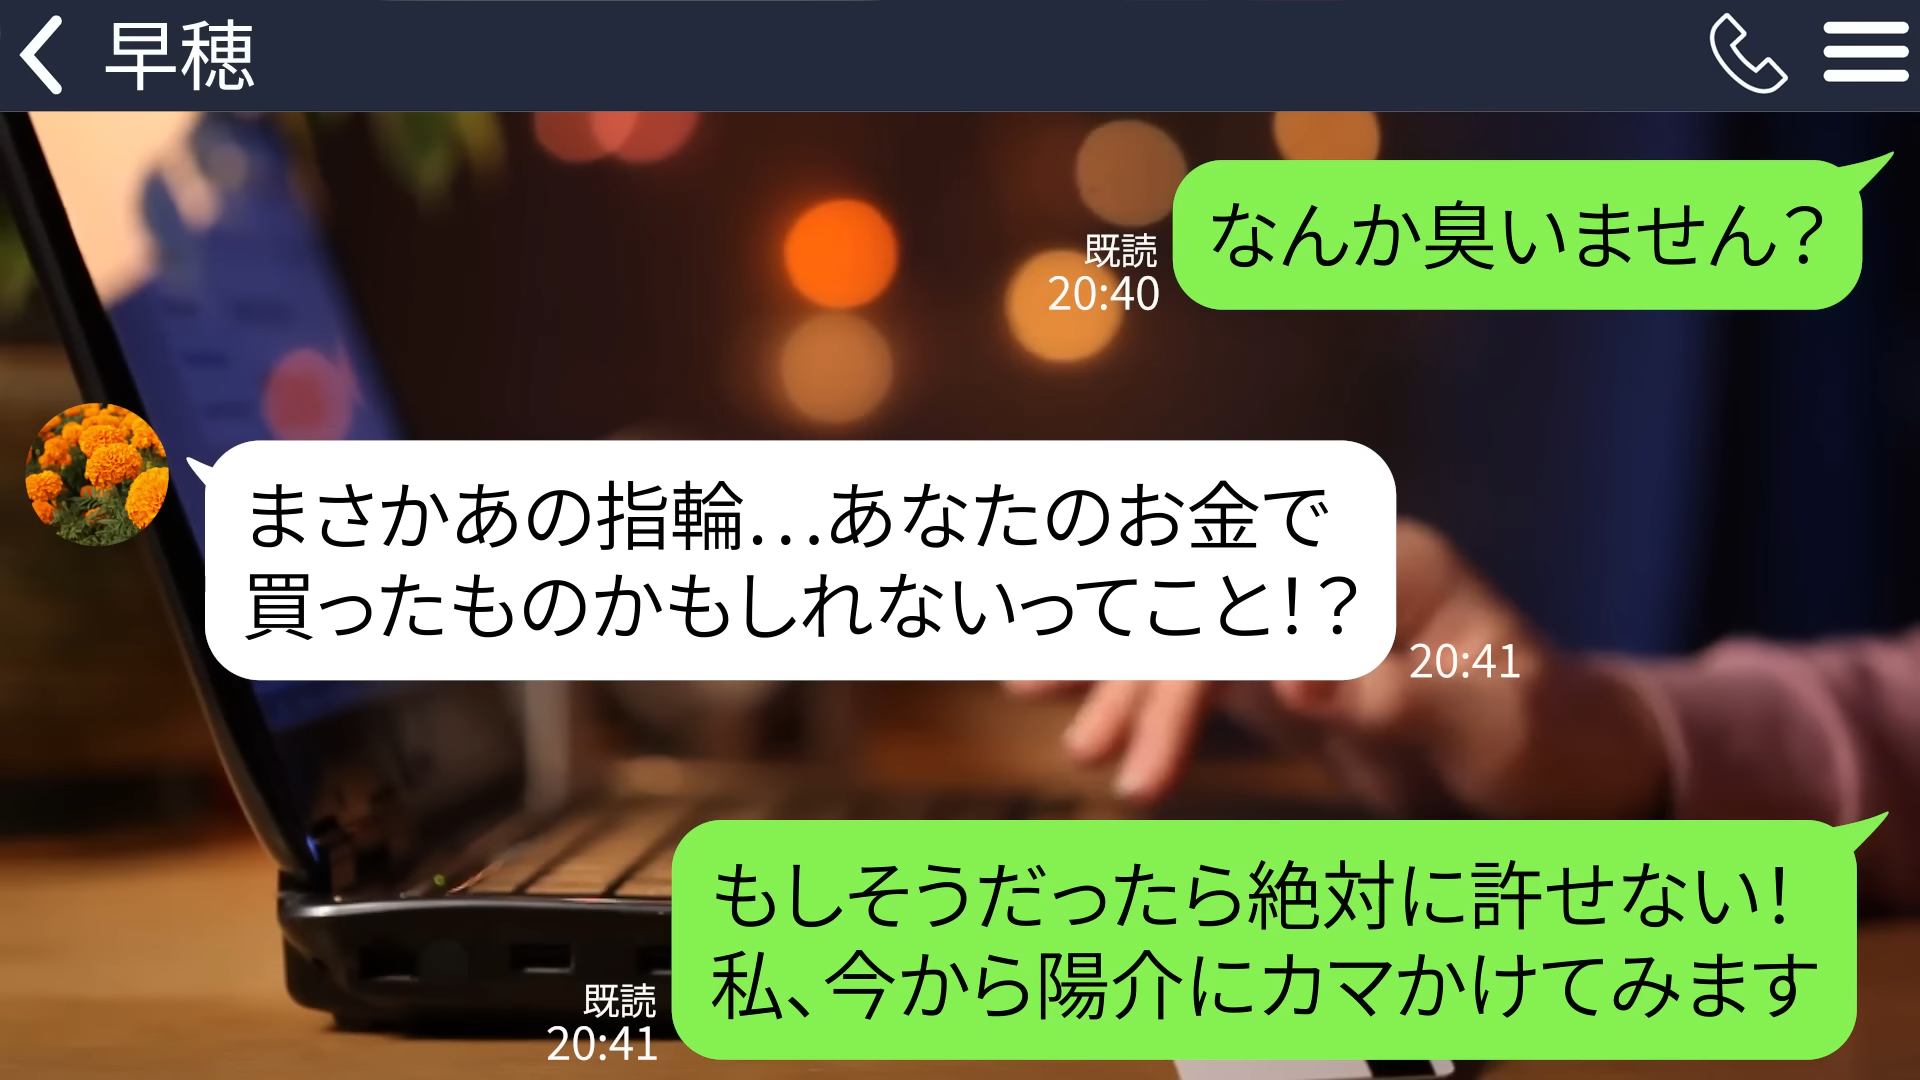 早穂
なんか臭いません？
既読
20:40
まさかあの指輪…あなたのお金で
買ったものかもしれないってこと！？
20:41
もしそうだったら絶対に許せない！
私、今から陽介にカマかけてみます
既読
20:41